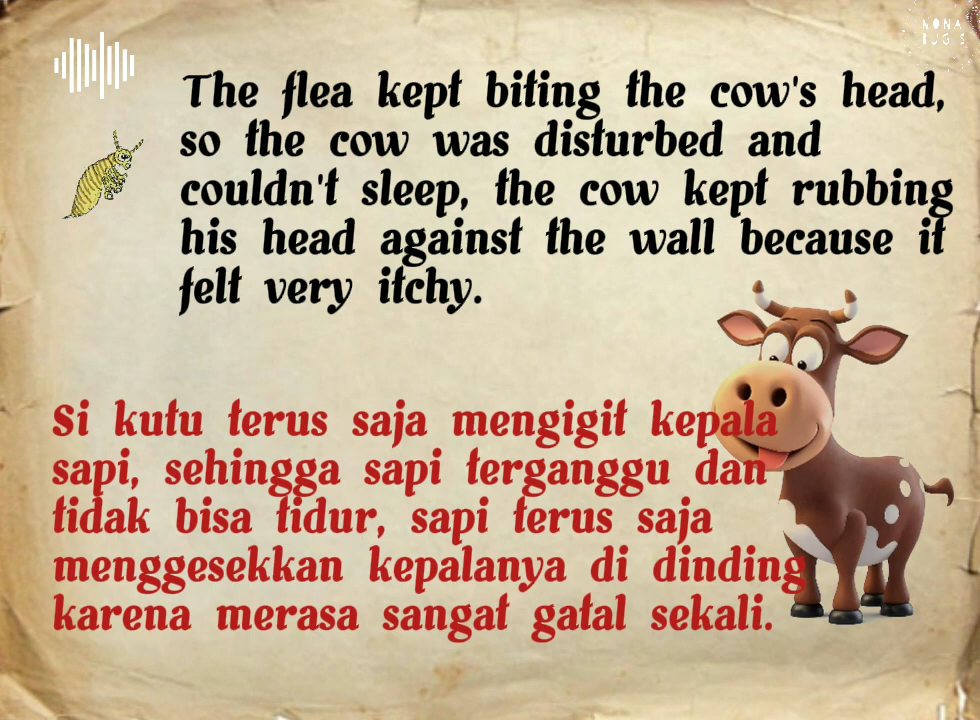 NONA
BUGIS
The flea kept biting the cow's head,
so the cow was disturbed and
couldn't sleep, the cow kept rubbing
his head against the wall because it
felt very itchy.
Si kutu terus saja mengigit kepala
sapi, sehingga sapi terganggu dan
tidak bisa tidur, sapi terus saja
menggesekkan kepalanya di dinding
karena merasa sangat gatal sekali.